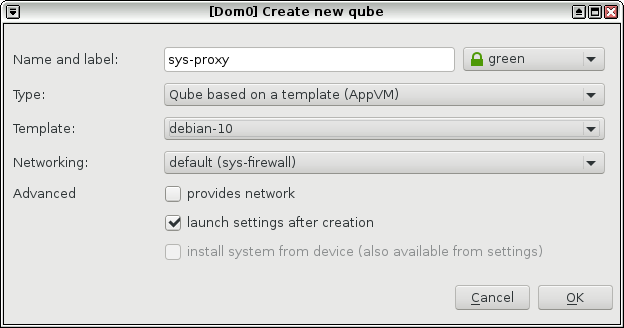 [Dom0] Create new qube
Name and label: sys-proxy green
Type: Qube based on a template (AppVM)
Template: debian-10
Networking: default (sys-firewall)
Advanced provides network
launch settings after creation
install system from device (also available from settings)
Cancel OK